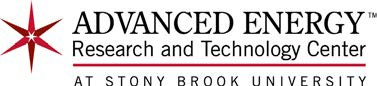 ADVANCED ENERGY™
Research and Technology Center
AT STONY BROOK UNIVERSITY